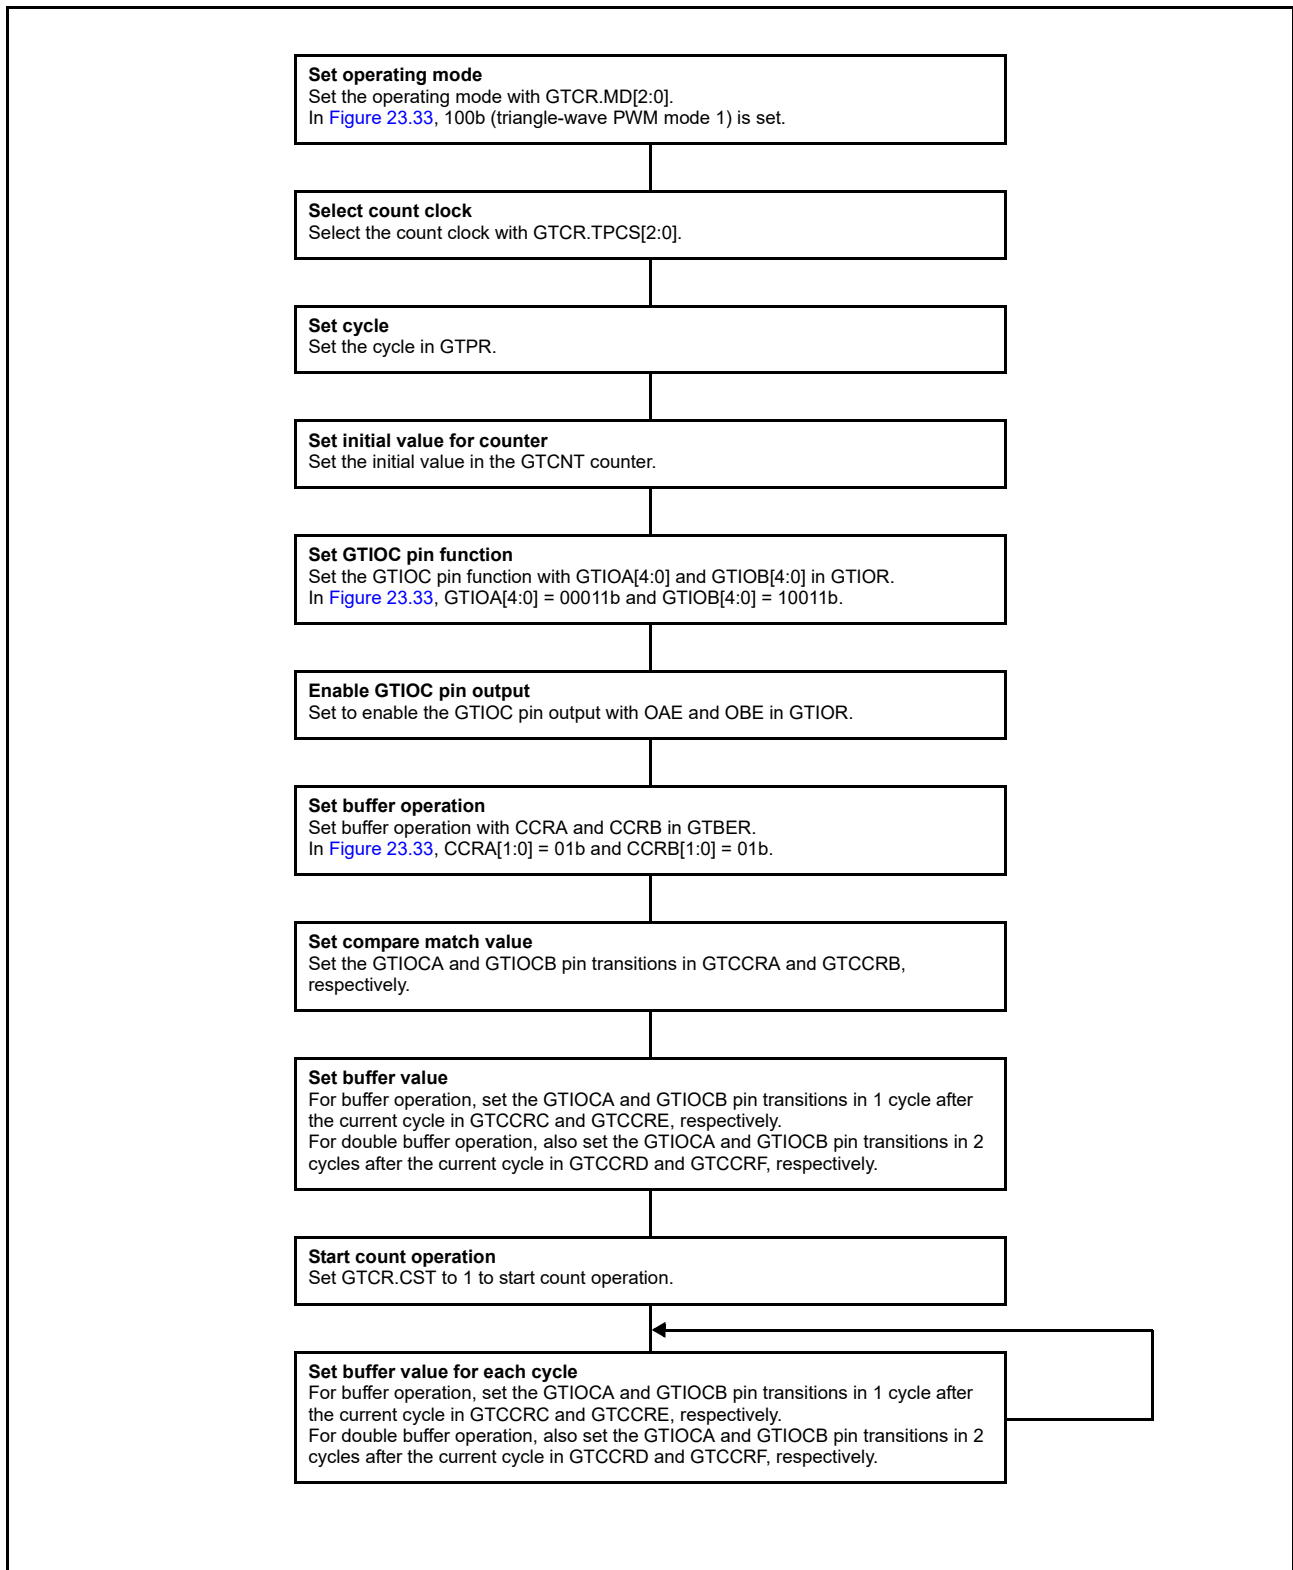 Set operating mode
Set the operating mode with GTCR.MD[2:0].
In Figure 23.33, 100b (triangle-wave PWM mode 1) is set.
Select count clock
Select the count clock with GTCR.TPCS[2:0].
Set cycle
Set the cycle in GTPR.
Set initial value for counter
Set the initial value in the GTCNT counter.
Set GTIOC pin function
Set the GTIOC pin function with GTIOA[4:0] and GTIOB[4:0] in GTIOR.
In Figure 23.33, GTIOA[4:0] = 00011b and GTIOB[4:0] = 10011b.
Enable GTIOC pin output
Set to enable the GTIOC pin output with OAE and OBE in GTIOR.
Set buffer operation
Set buffer operation with CCRA and CCRB in GTBER.
In Figure 23.33, CCRA[1:0] = 01b and CCRB[1:0] = 01b.
Set compare match value
Set the GTIOCA and GTIOCB pin transitions in GTCCRA and GTCCRB,
respectively.
Set buffer value
For buffer operation, set the GTIOCA and GTIOCB pin transitions in 1 cycle after
the current cycle in GTCCRC and GTCCRE, respectively.
For double buffer operation, also set the GTIOCA and GTIOCB pin transitions in 2
cycles after the current cycle in GTCCRD and GTCCRF, respectively.
Start count operation
Set GTCR.CST to 1 to start count operation.
Set buffer value for each cycle
For buffer operation, set the GTIOCA and GTIOCB pin transitions in 1 cycle after
the current cycle in GTCCRC and GTCCRE, respectively.
For double buffer operation, also set the GTIOCA and GTIOCB pin transitions in 2
cycles after the current cycle in GTCCRD and GTCCRF, respectively.